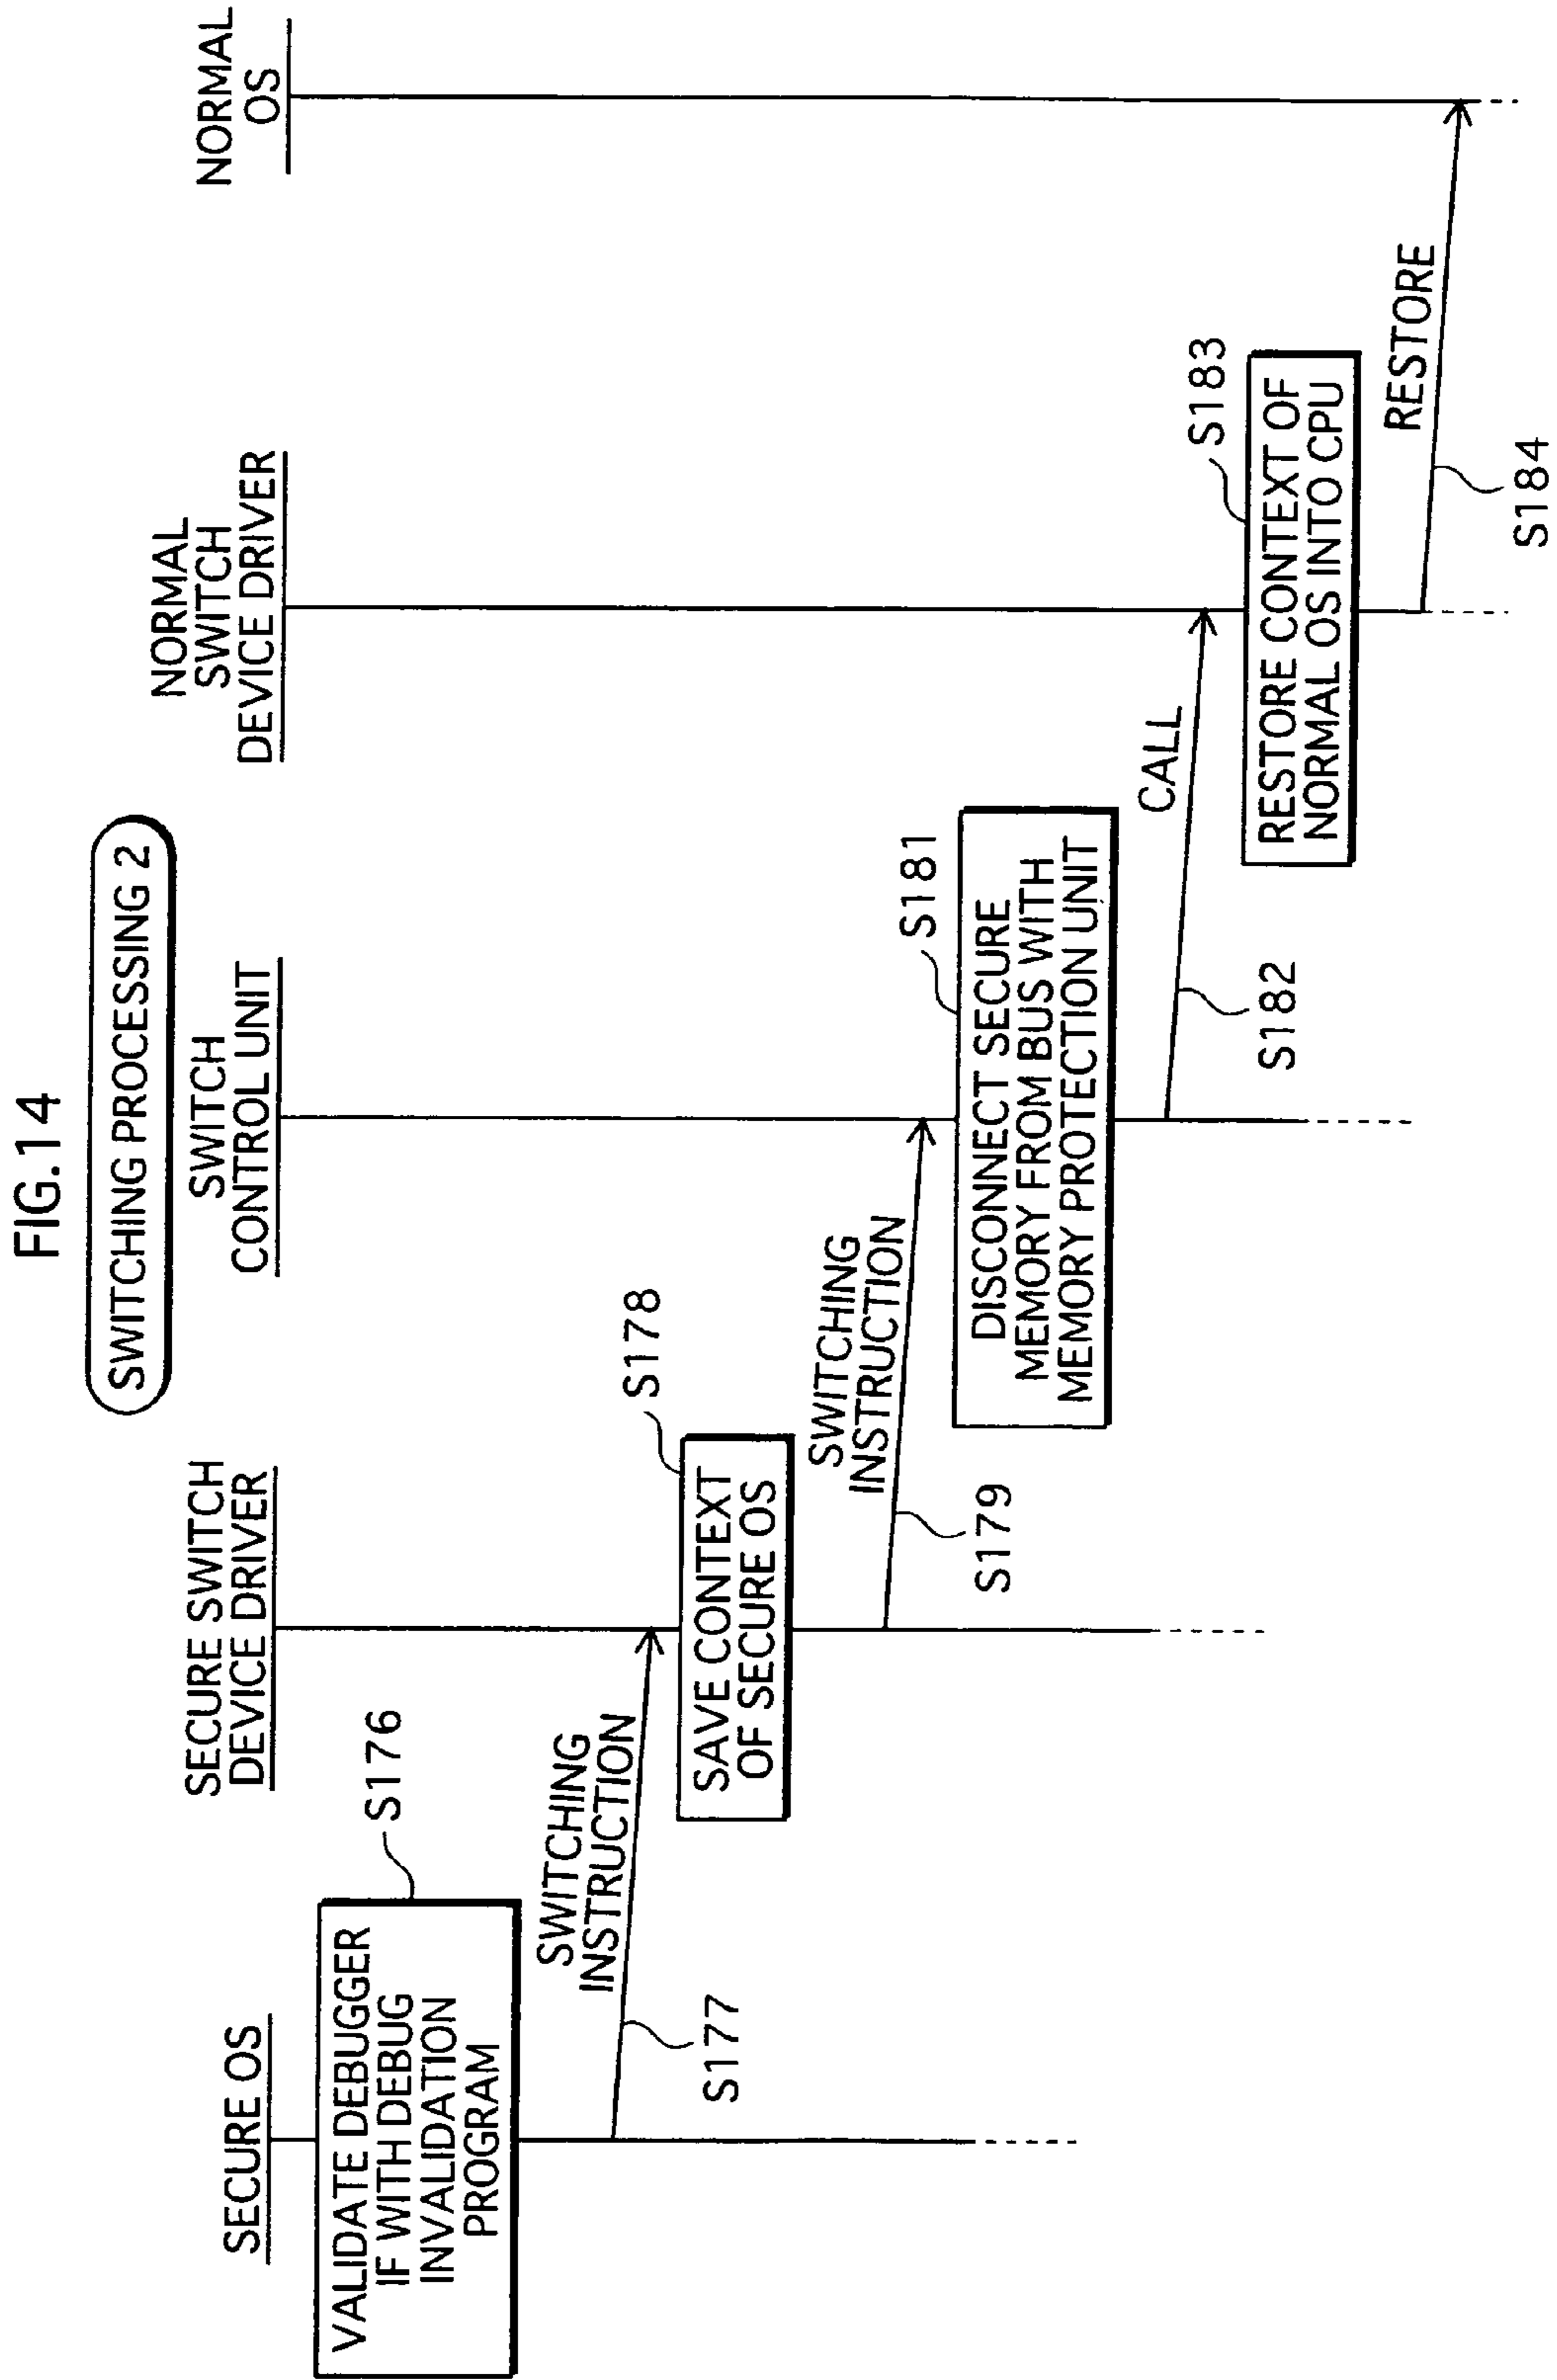 FIG.14
SWITCHING PROCESSING 2
SECURE OS
SECURE SWITCH
DEVICE DRIVER
SWITCH
CONTROL UNIT
NORMAL
SWITCH
DEVICE DRIVER
NORMAL
OS
VALIDATE DEBUGGER
IF WITH DEBUG
INVALIDATION
PROGRAM
S176
SWITCHING
INSTRUCTION
S177
SAVE CONTEXT
OF SECURE OS
S178
SWITCHING
INSTRUCTION
S179
DISCONNECT SECURE
MEMORY FROM BUS WITH
MEMORY PROTECTION UNIT
S181
CALL
S182
RESTORE CONTEXT OF
NORMAL OS INTO CPU
S183
RESTORE
S184